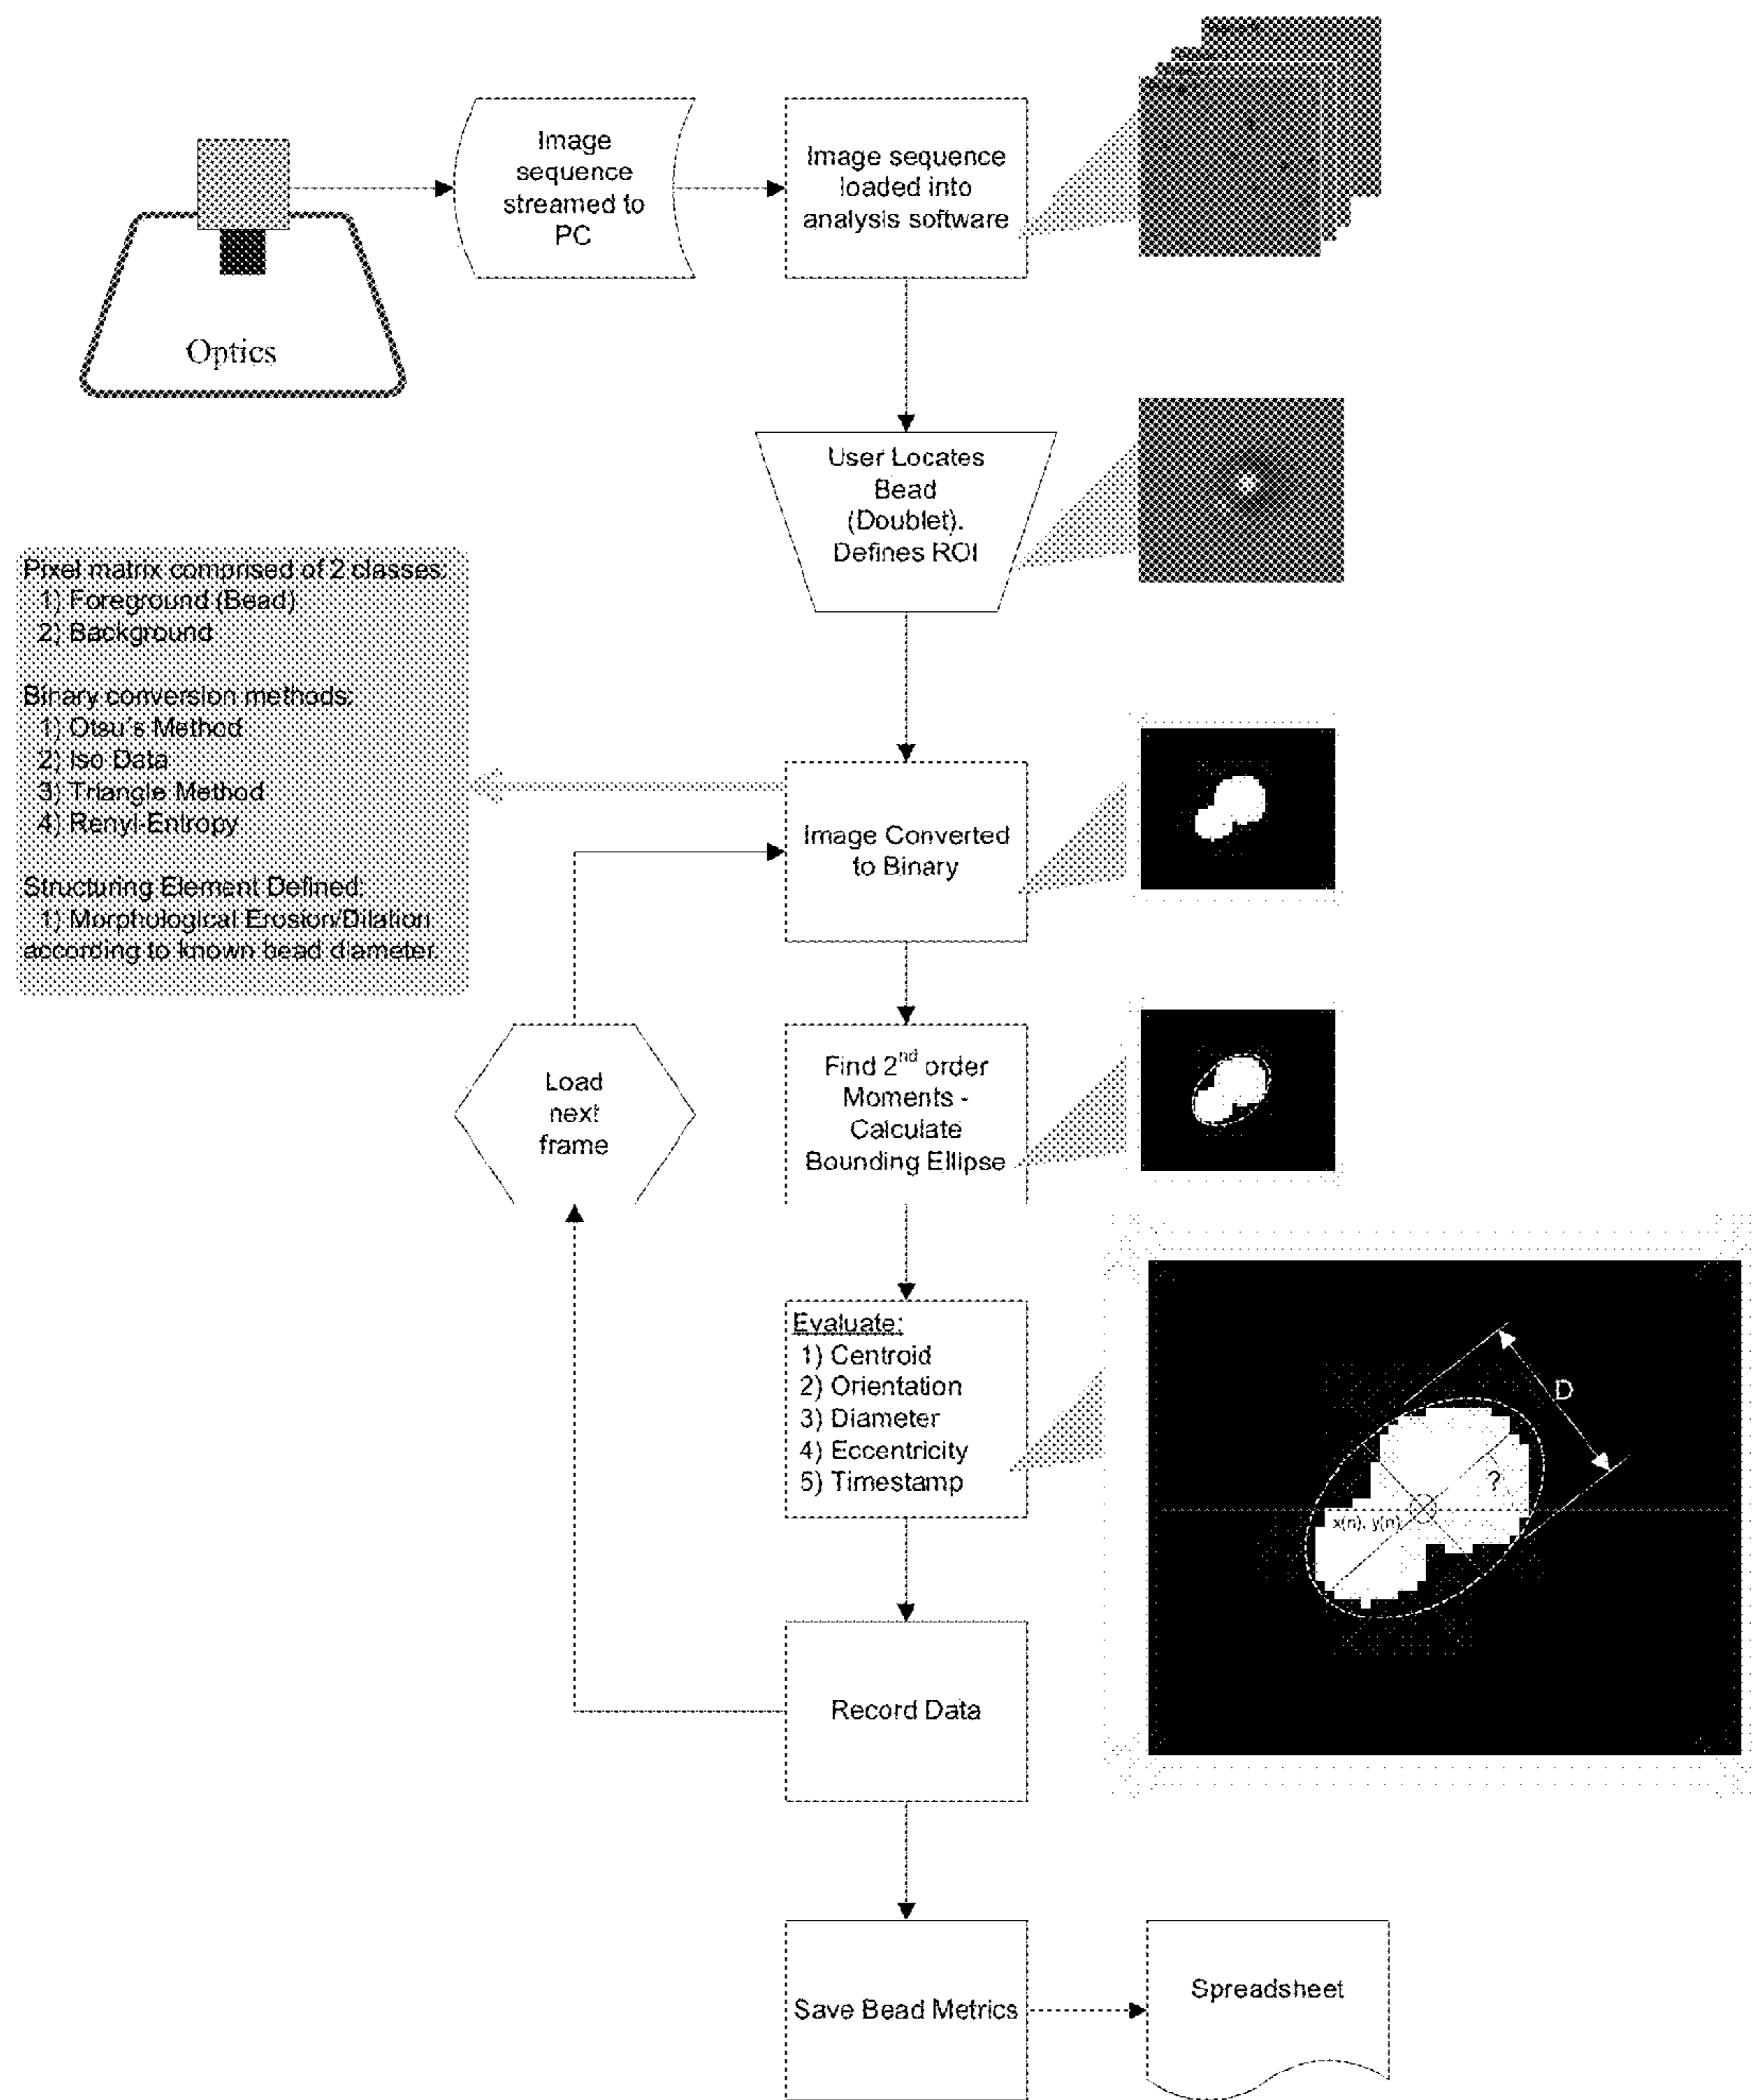 Optics
Image
sequence
streamed to
PC
Image sequence
loaded into
analysis software
User Locates
Bead
(Doublet).
Defines ROI
Pixel matrix comprised of 2 classes:
1) Foreground (Bead)
2) Background
Binary conversion methods:
1) Otsu's Method
2) Iso Data
3) Triangle Method
4) Renyi-Entropy
Structuring Element Defined:
1) Morphological Erosion/Dilation
according to known bead diameter.
Image Converted
to Binary
Load
next
frame
Find 2nd order
Moments -
Calculate
Bounding Ellipse
Evaluate:
1) Centroid
2) Orientation
3) Diameter
4) Eccentricity
5) Timestamp
D
?
x(n), y(n)
Record Data
Save Bead Metrics
Spreadsheet